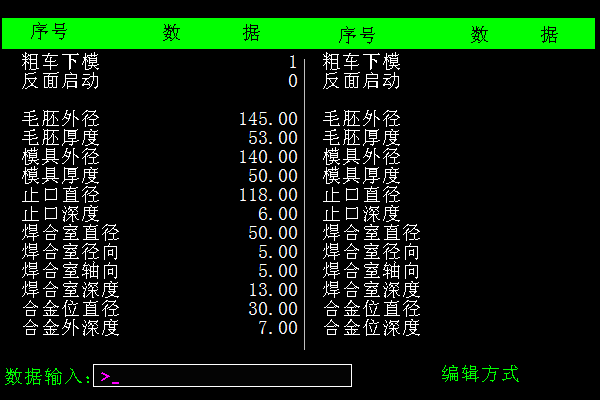 序号 数 据 序号 数 据
粗车下模 1 粗车下模
反面启动 0 反面启动
毛胚外径 145.00 毛胚外径
毛胚厚度 53.00 毛胚厚度
模具外径 140.00 模具外径
模具厚度 50.00 模具厚度
止口直径 118.00 止口直径
止口深度 6.00 止口深度
焊合室直径 50.00 焊合室直径
焊合室径向 5.00 焊合室径向
焊合室轴向 5.00 焊合室轴向
焊合室深度 13.00 焊合室深度
合金位直径 30.00 合金位直径
合金外深度 7.00 合金位深度
数据输入: >_ 编辑方式